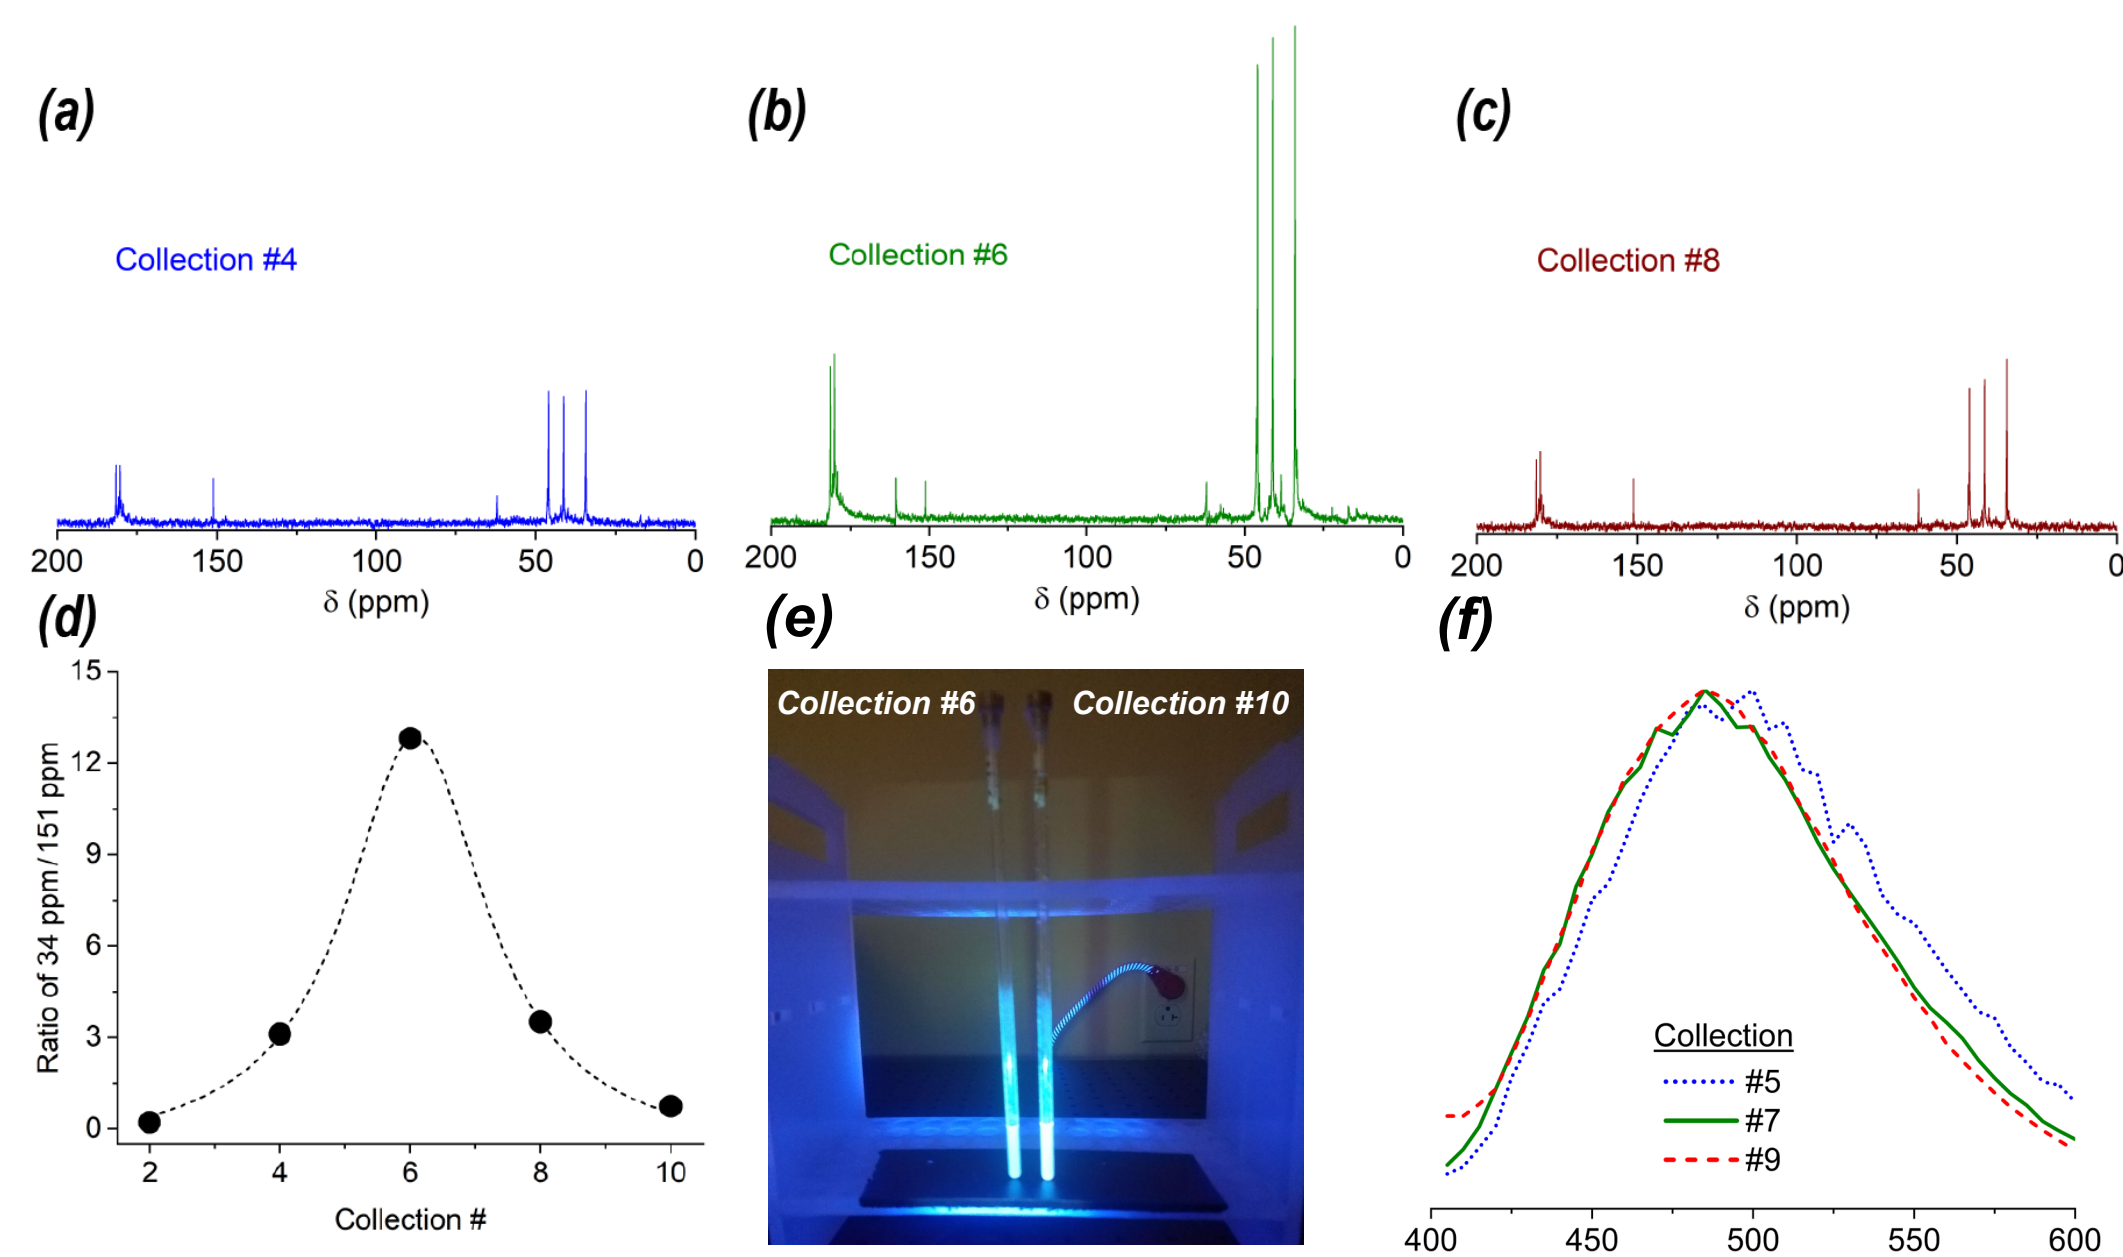 (a)
Collection #4
200 150 100 50 0
δ (ppm)
(b)
Collection #6
200 150 100 50 0
δ (ppm)
(c)
Collection #8
200 150 100 50 0
δ (ppm)
(d)
Ratio of 34 ppm / 151 ppm
15
12
9
6
3
0
2 4 6 8 10
Collection #
(e)
Collection #6
Collection #10
(f)
Collection
#5
#7
#9
400 450 500 550 600